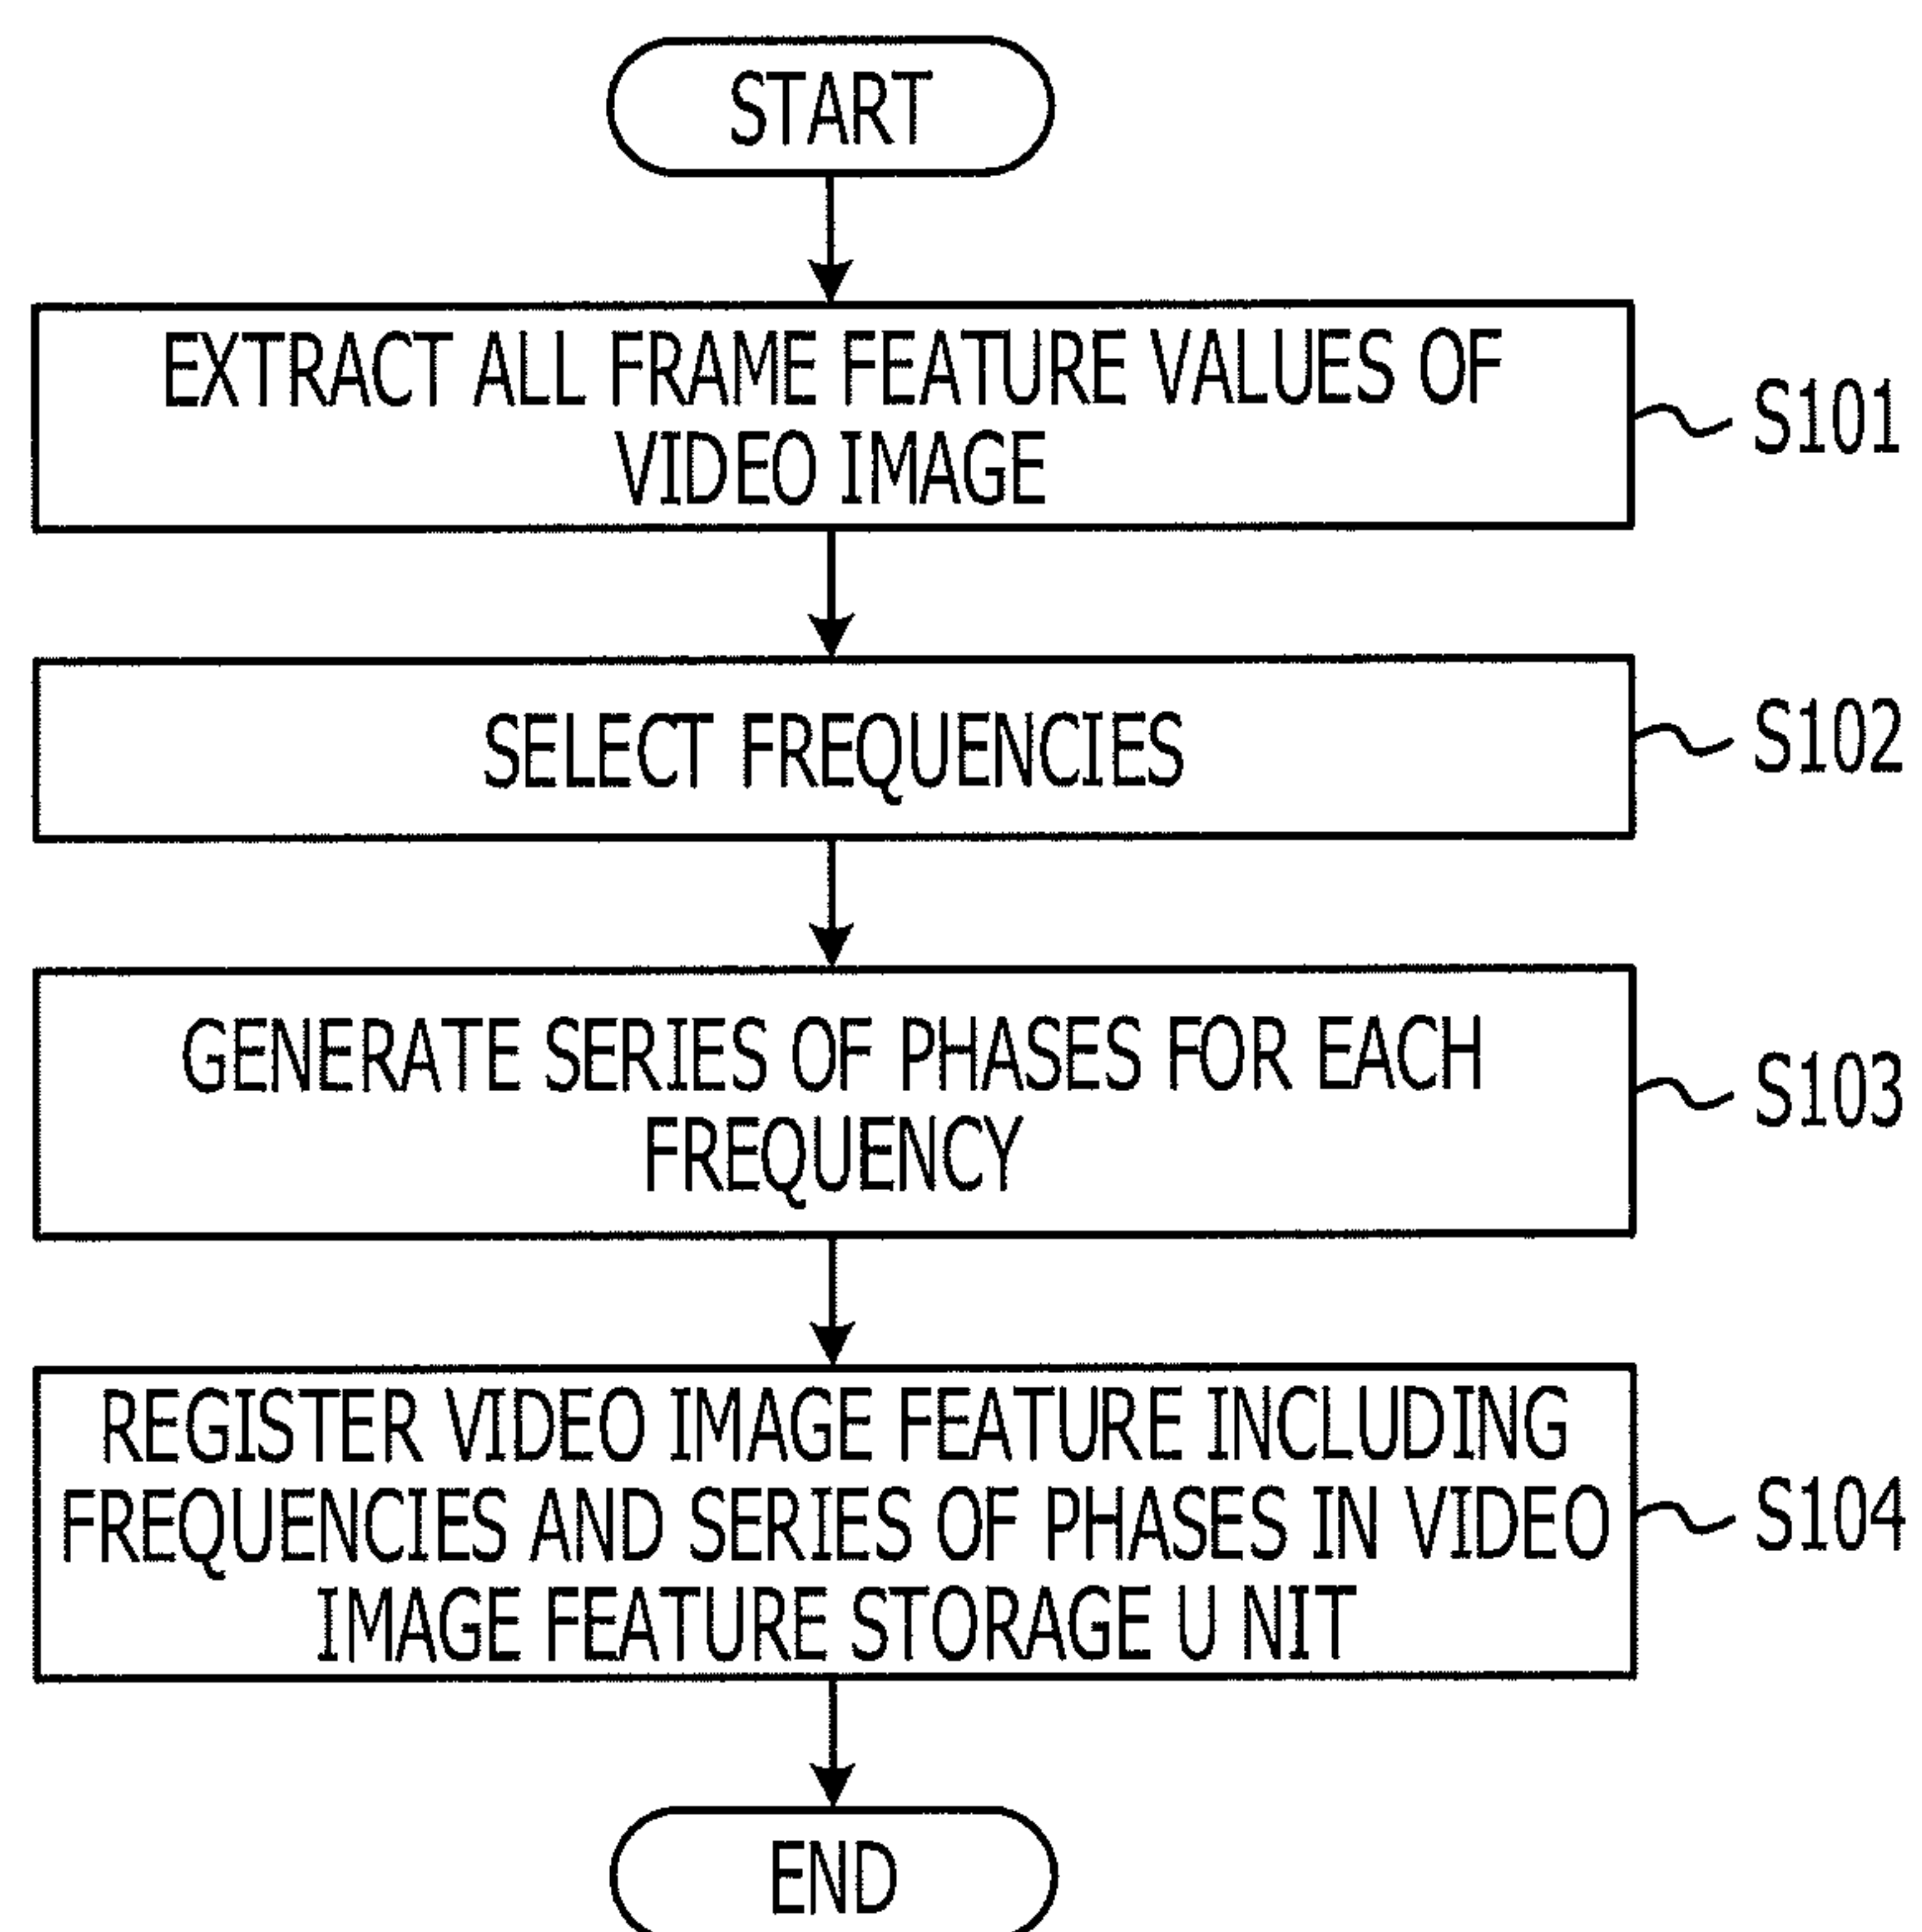 START
EXTRACT ALL FRAME FEATURE VALUES OF
VIDEO IMAGE
S101
SELECT FREQUENCIES
S102
GENERATE SERIES OF PHASES FOR EACH
FREQUENCY
S103
REGISTER VIDEO IMAGE FEATURE INCLUDING
FREQUENCIES AND SERIES OF PHASES IN VIDEO
IMAGE FEATURE STORAGE U NIT
S104
END